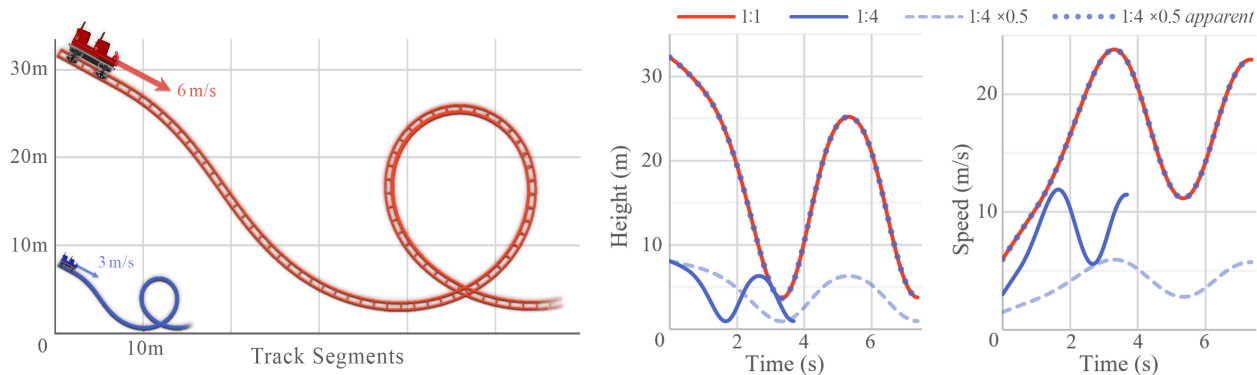 1:1 1:4 1:4 ×0.5 1:4 ×0.5 apparent
30m
20m
10m
0
6 m/s
3 m/s
10m
Track Segments
Height (m)
30
20
10
0
2
4
6
Time (s)
Speed (m/s)
20
10
0
2
4
6
Time (s)